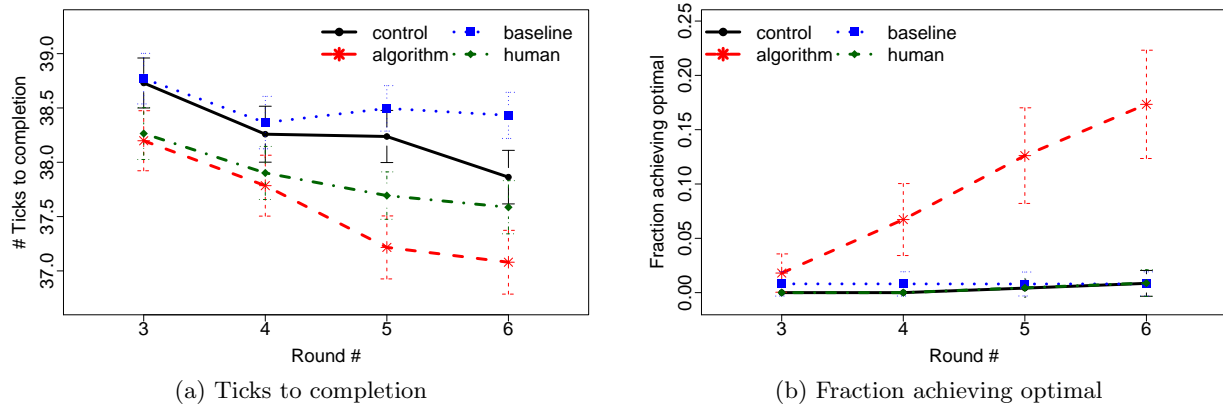 # Ticks to completion
39.0
38.5
38.0
37.5
37.0
control
baseline
algorithm
human
3 4 5 6
Round #
(a) Ticks to completion
Fraction achieving optimal
0.25
0.20
0.15
0.10
0.05
0.00
control
baseline
algorithm
human
3 4 5 6
Round #
(b) Fraction achieving optimal